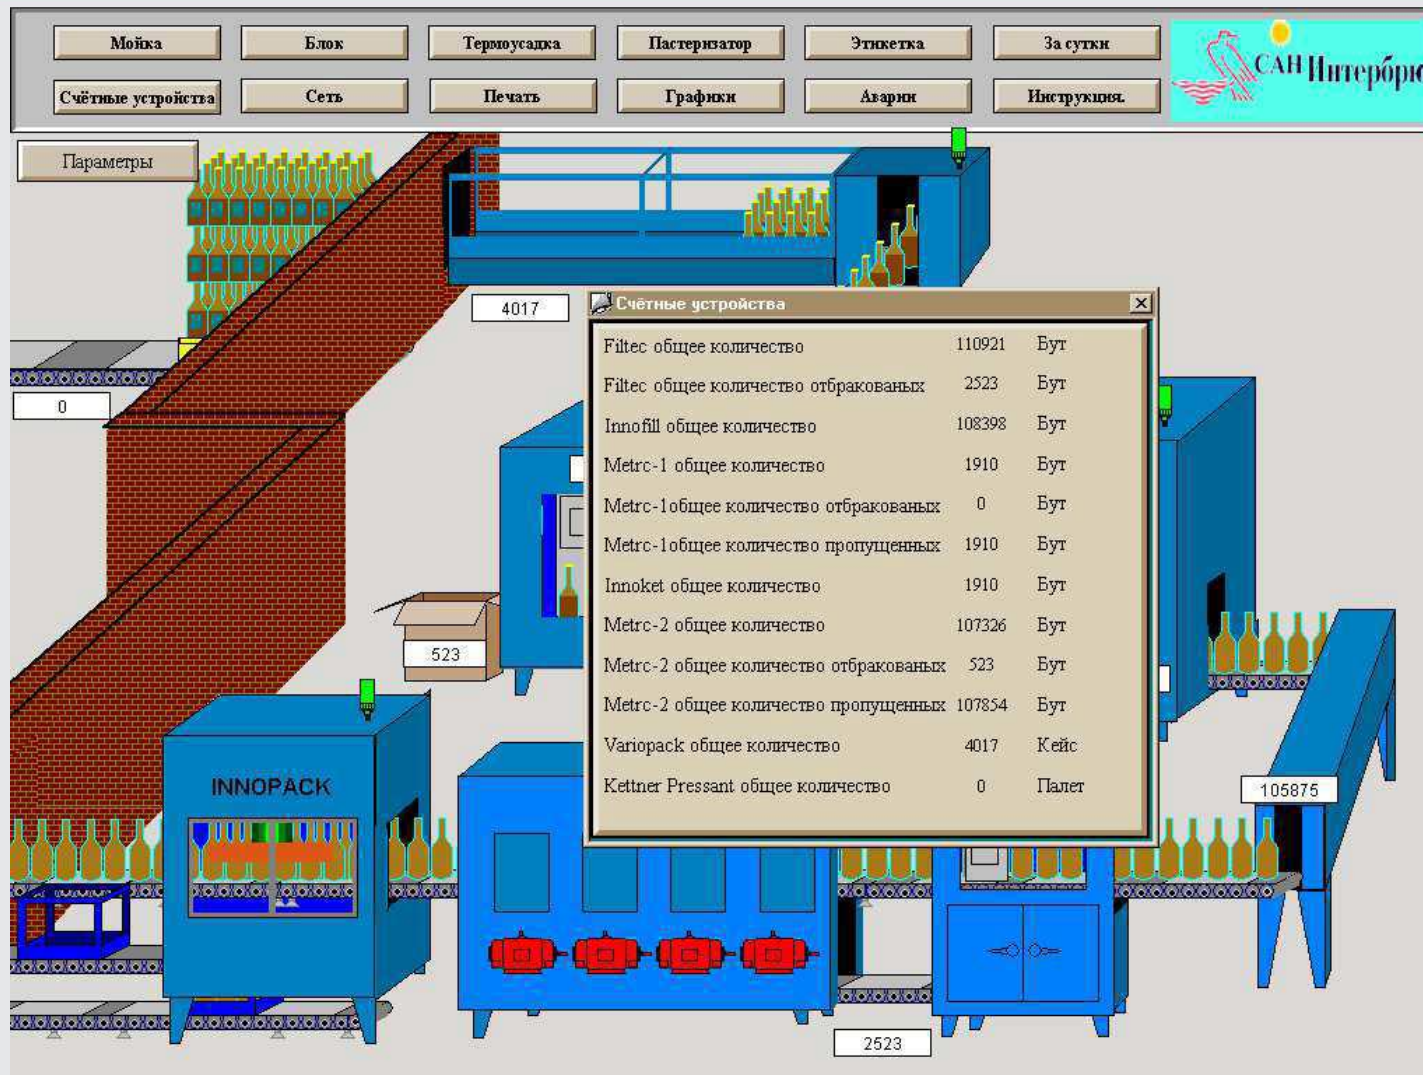 Мойка
Блок
Термоусадка
Пастеризатор
Этикетка
За сутки
Счётные устройства
Сеть
Печать
Графики
Аварии
Инструкция.
САН Интербрю
Параметры
4017
0
523
Счётные устройства
Filtec общее количество 110921 Бут
Filtec общее количество отбракованых 2523 Бут
Innofill общее количество 108398 Бут
Metrc-1 общее количество 1910 Бут
Metrc-1общее количество отбракованых 0 Бут
Metrc-1общее количество пропущенных 1910 Бут
Innoket общее количество 1910 Бут
Metrc-2 общее количество 107326 Бут
Metrc-2 общее количество отбракованых 523 Бут
Metrc-2 общее количество пропущенных 107854 Бут
Variopack общее количество 4017 Кейс
Kettner Pressant общее количество 0 Палет
INNOPACK
105875
2523